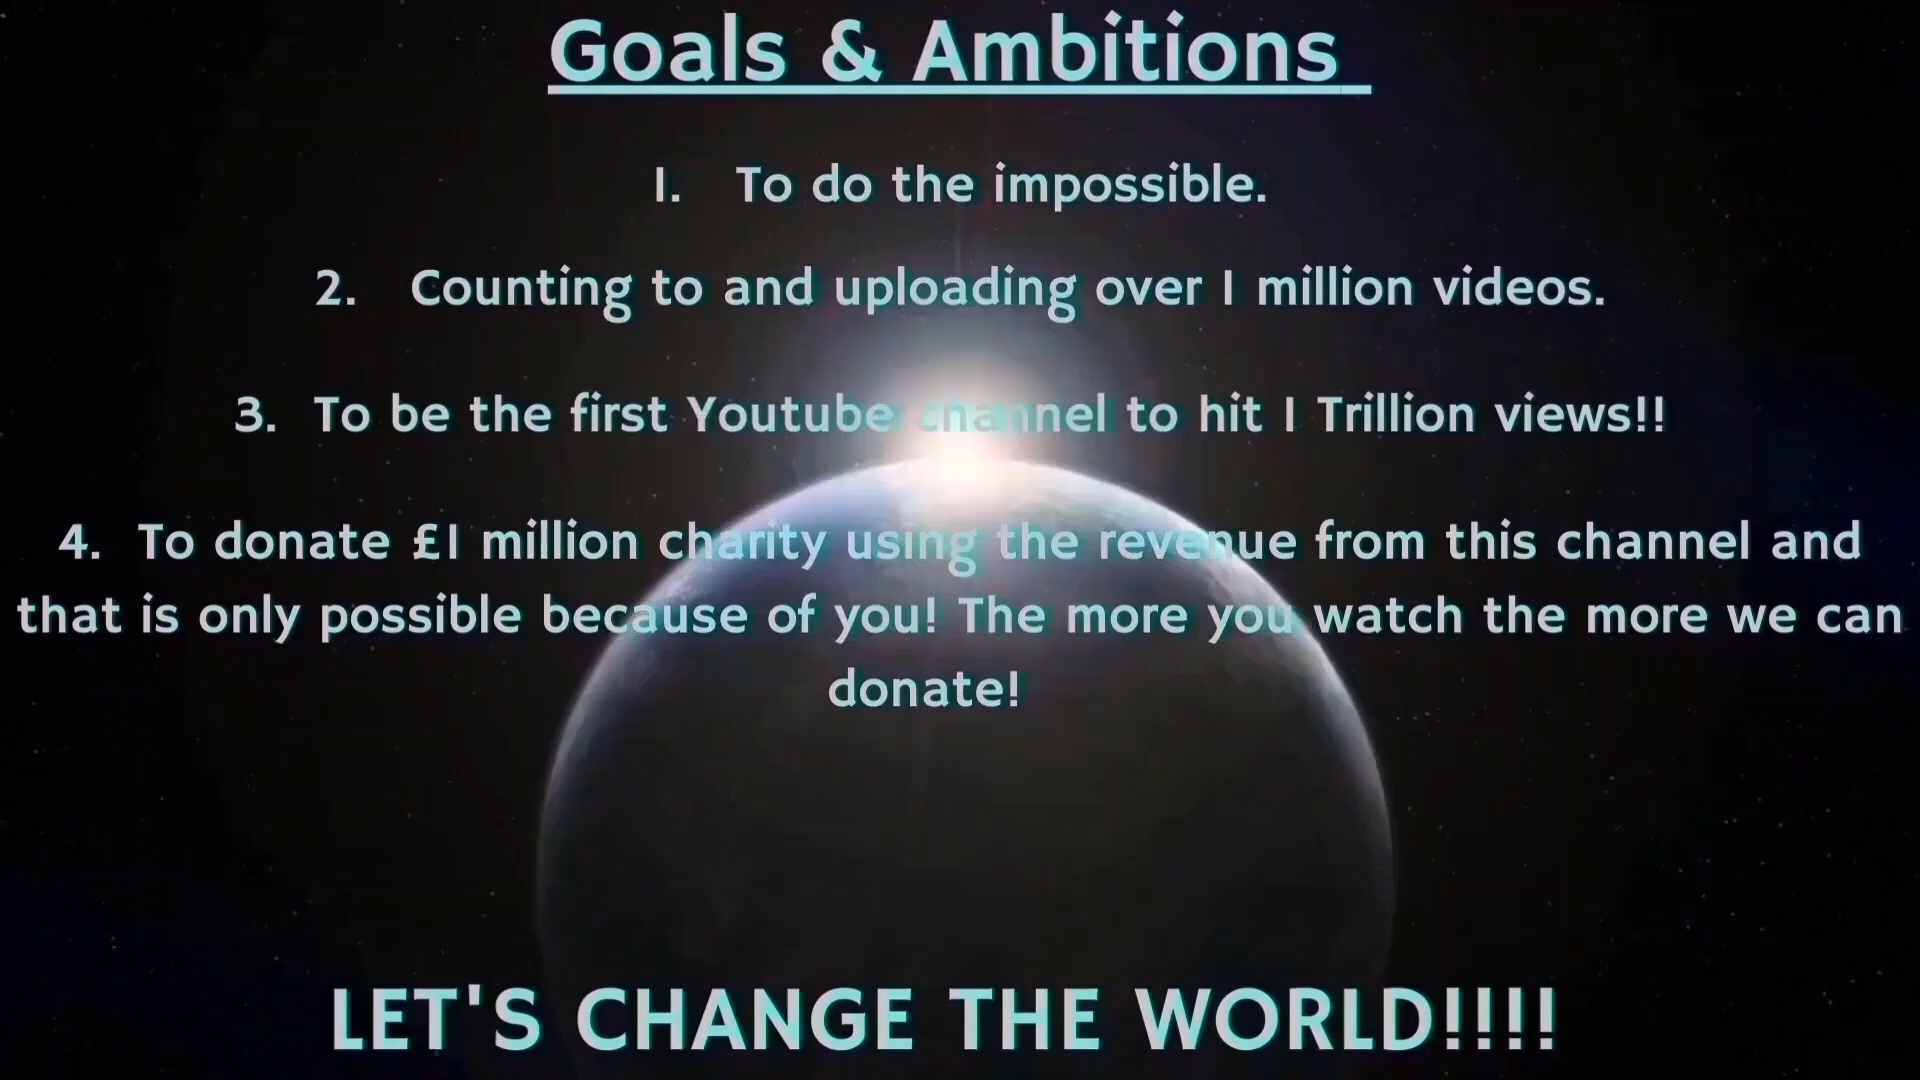 Goals & Ambitions
1. To do the impossible.
2. Counting to and uploading over 1 million videos.
3. To be the first Youtube channel to hit 1 Trillion views!!
4. To donate £1 million charity using the revenue from this channel and
that is only possible because of you! The more you watch the more we can
donate!
LET'S CHANGE THE WORLD!!!!